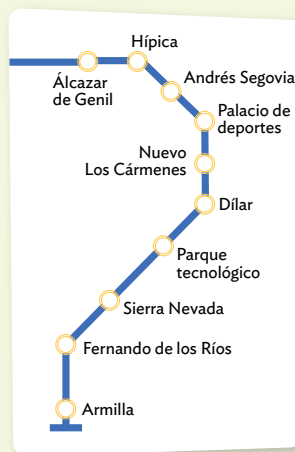 Hípica
Álcazar
de Genil
Andrés Segovia
Palacio de
deportes
Nuevo
Los Cármenes
Dílar
Parque
tecnológico
Sierra Nevada
Fernando de los Ríos
Armilla